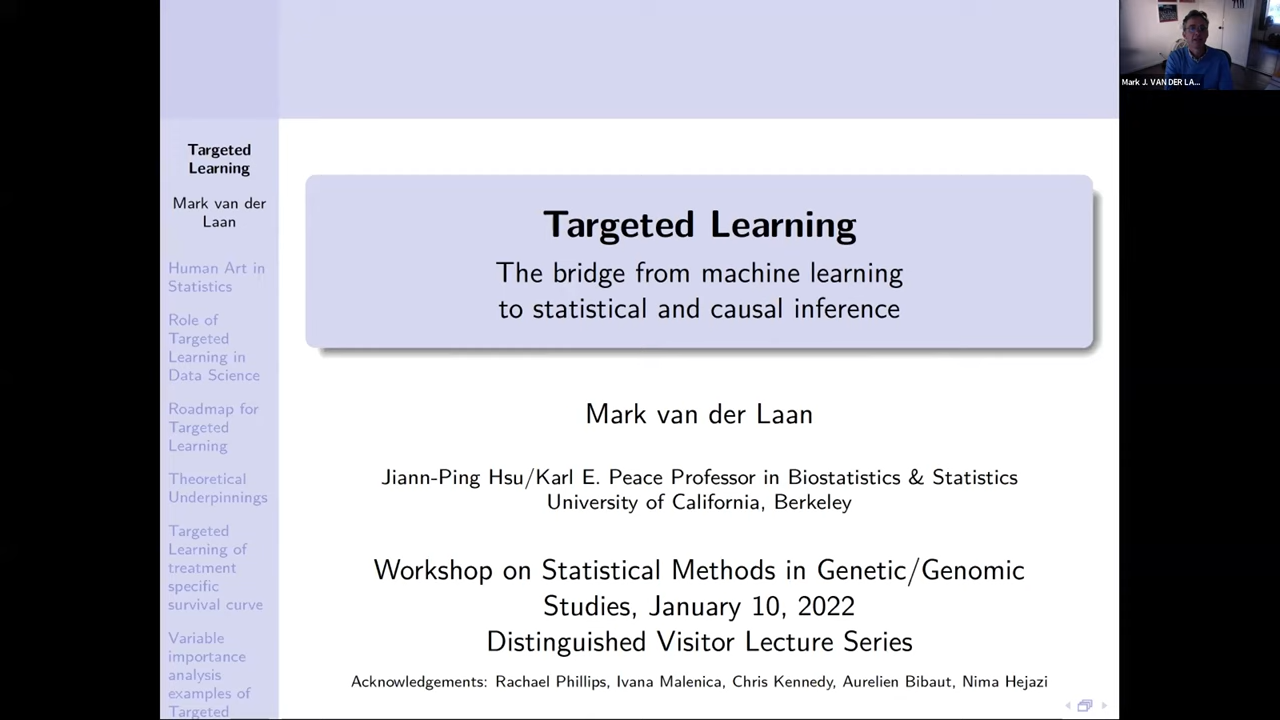 Mark J. VAN DER LA...
Targeted
Learning
Mark van der
Laan
Human Art in
Statistics
Role of
Targeted
Learning in
Data Science
Roadmap for
Targeted
Learning
Theoretical
Underpinnings
Targeted
Learning of
treatment
specific
survival curve
Variable
importance
analysis
examples of
Targeted
Targeted Learning
The bridge from machine learning
to statistical and causal inference
Mark van der Laan
Jiann-Ping Hsu/Karl E. Peace Professor in Biostatistics & Statistics
University of California, Berkeley
Workshop on Statistical Methods in Genetic/Genomic
Studies, January 10, 2022
Distinguished Visitor Lecture Series
Acknowledgements: Rachael Phillips, Ivana Malenica, Chris Kennedy, Aurelien Bibaut, Nima Hejazi